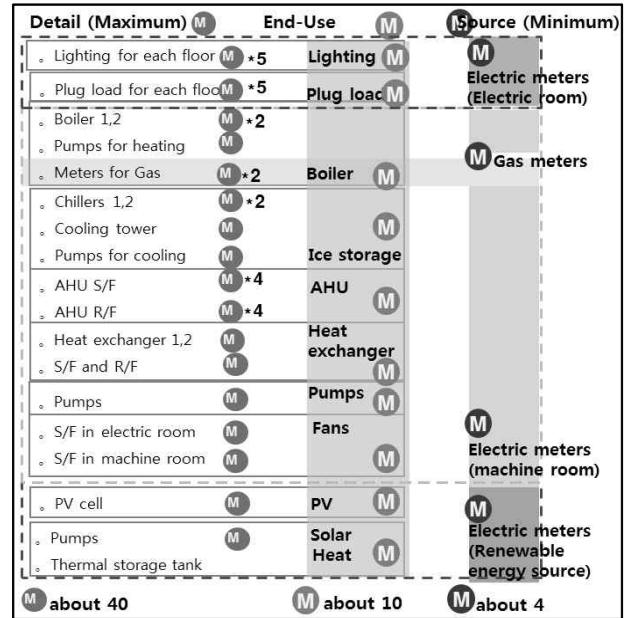 Detail (Maximum) M End-Use M M Source (Minimum)
。 Lighting for each floor M *5 Lighting M M
。 Plug load for each floo M *5 Plug load M Electric meters
(Electric room)
。 Boiler 1,2 M *2
。 Pumps for heating M
。 Meters for Gas M *2 Boiler M M Gas meters
。 Chillers 1,2 M *2
。 Cooling tower M M
。 Pumps for cooling M Ice storage
。 AHU S/F M *4 AHU
。 AHU R/F M *4 M
。 Heat exchanger 1,2 M Heat
exchanger
。 S/F and R/F M M
。 Pumps M Pumps M
。 S/F in electric room M Fans M
。 S/F in machine room M M Electric meters
(machine room)
。 PV cell M PV M M
。 Pumps M Solar
Heat M Electric meters
(Renewable
energy source)
。 Thermal storage tank
M about 40 M about 10 M about 4